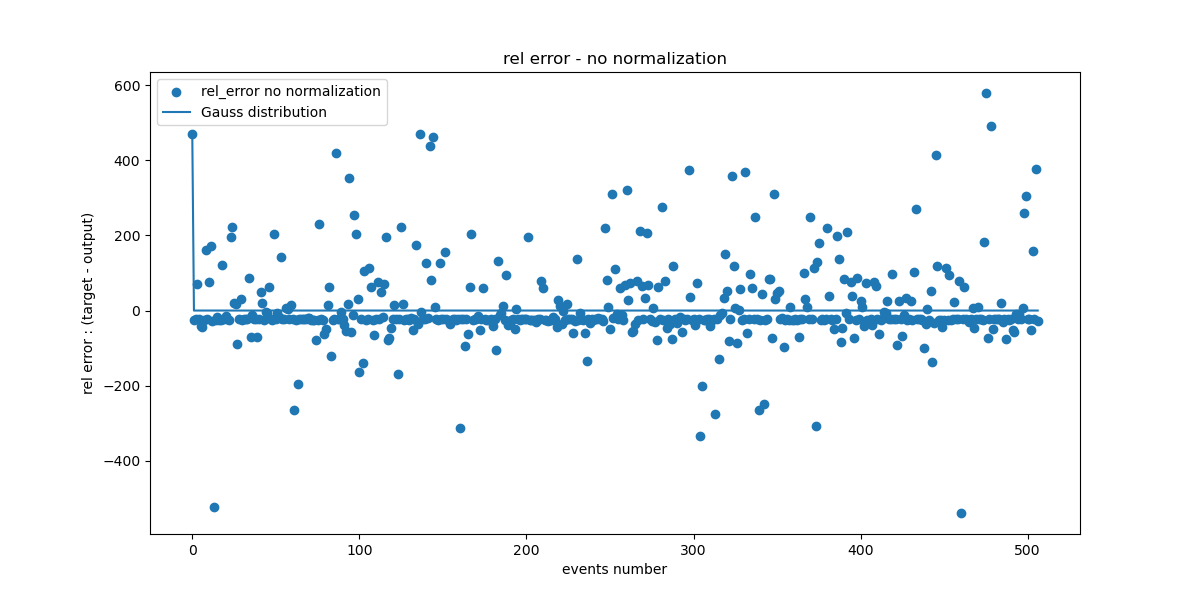 rel error - no normalization
rel_error no normalization
Gauss distribution
rel error : (target - output)
600
400
200
0
−200
−400
0
100
200
300
400
500
events number